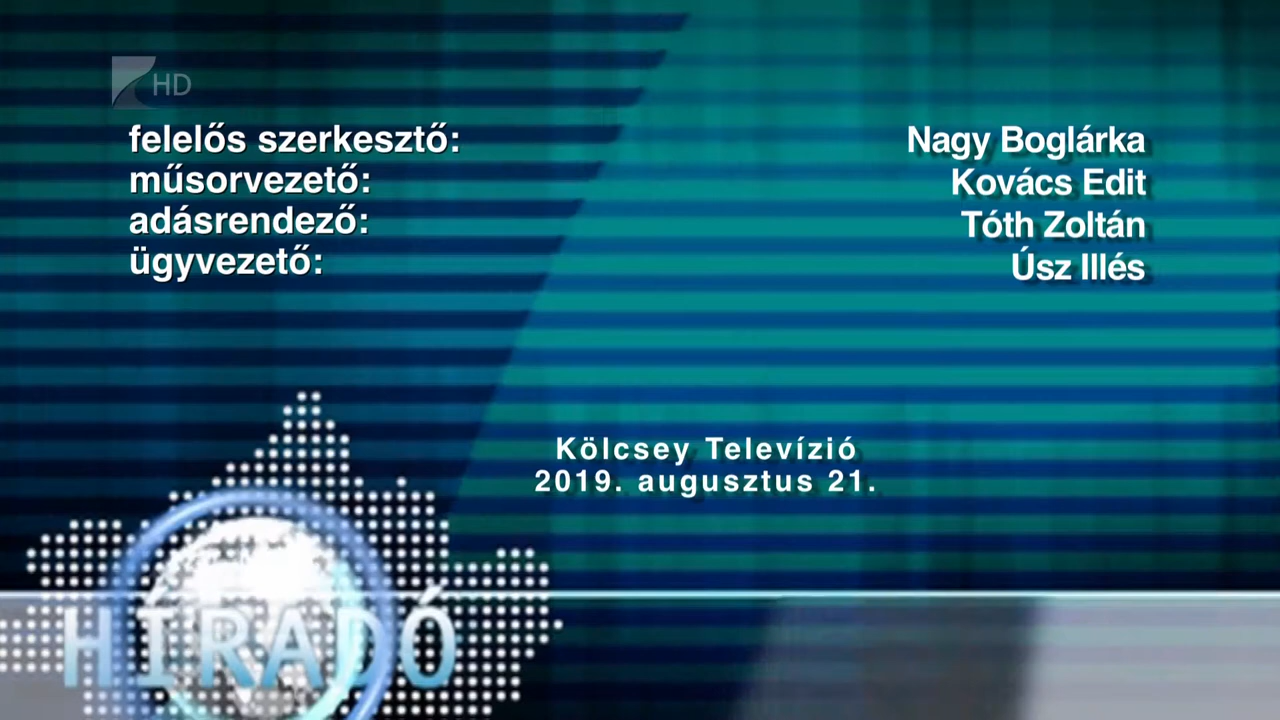 HD
felelős szerkesztő: Nagy Boglárka
műsorvezető: Kovács Edit
adásrendező: Tóth Zoltán
ügyvezető: Úsz Illés
Kölcsey Televízió
2019. augusztus 21.
HÍRADÓ